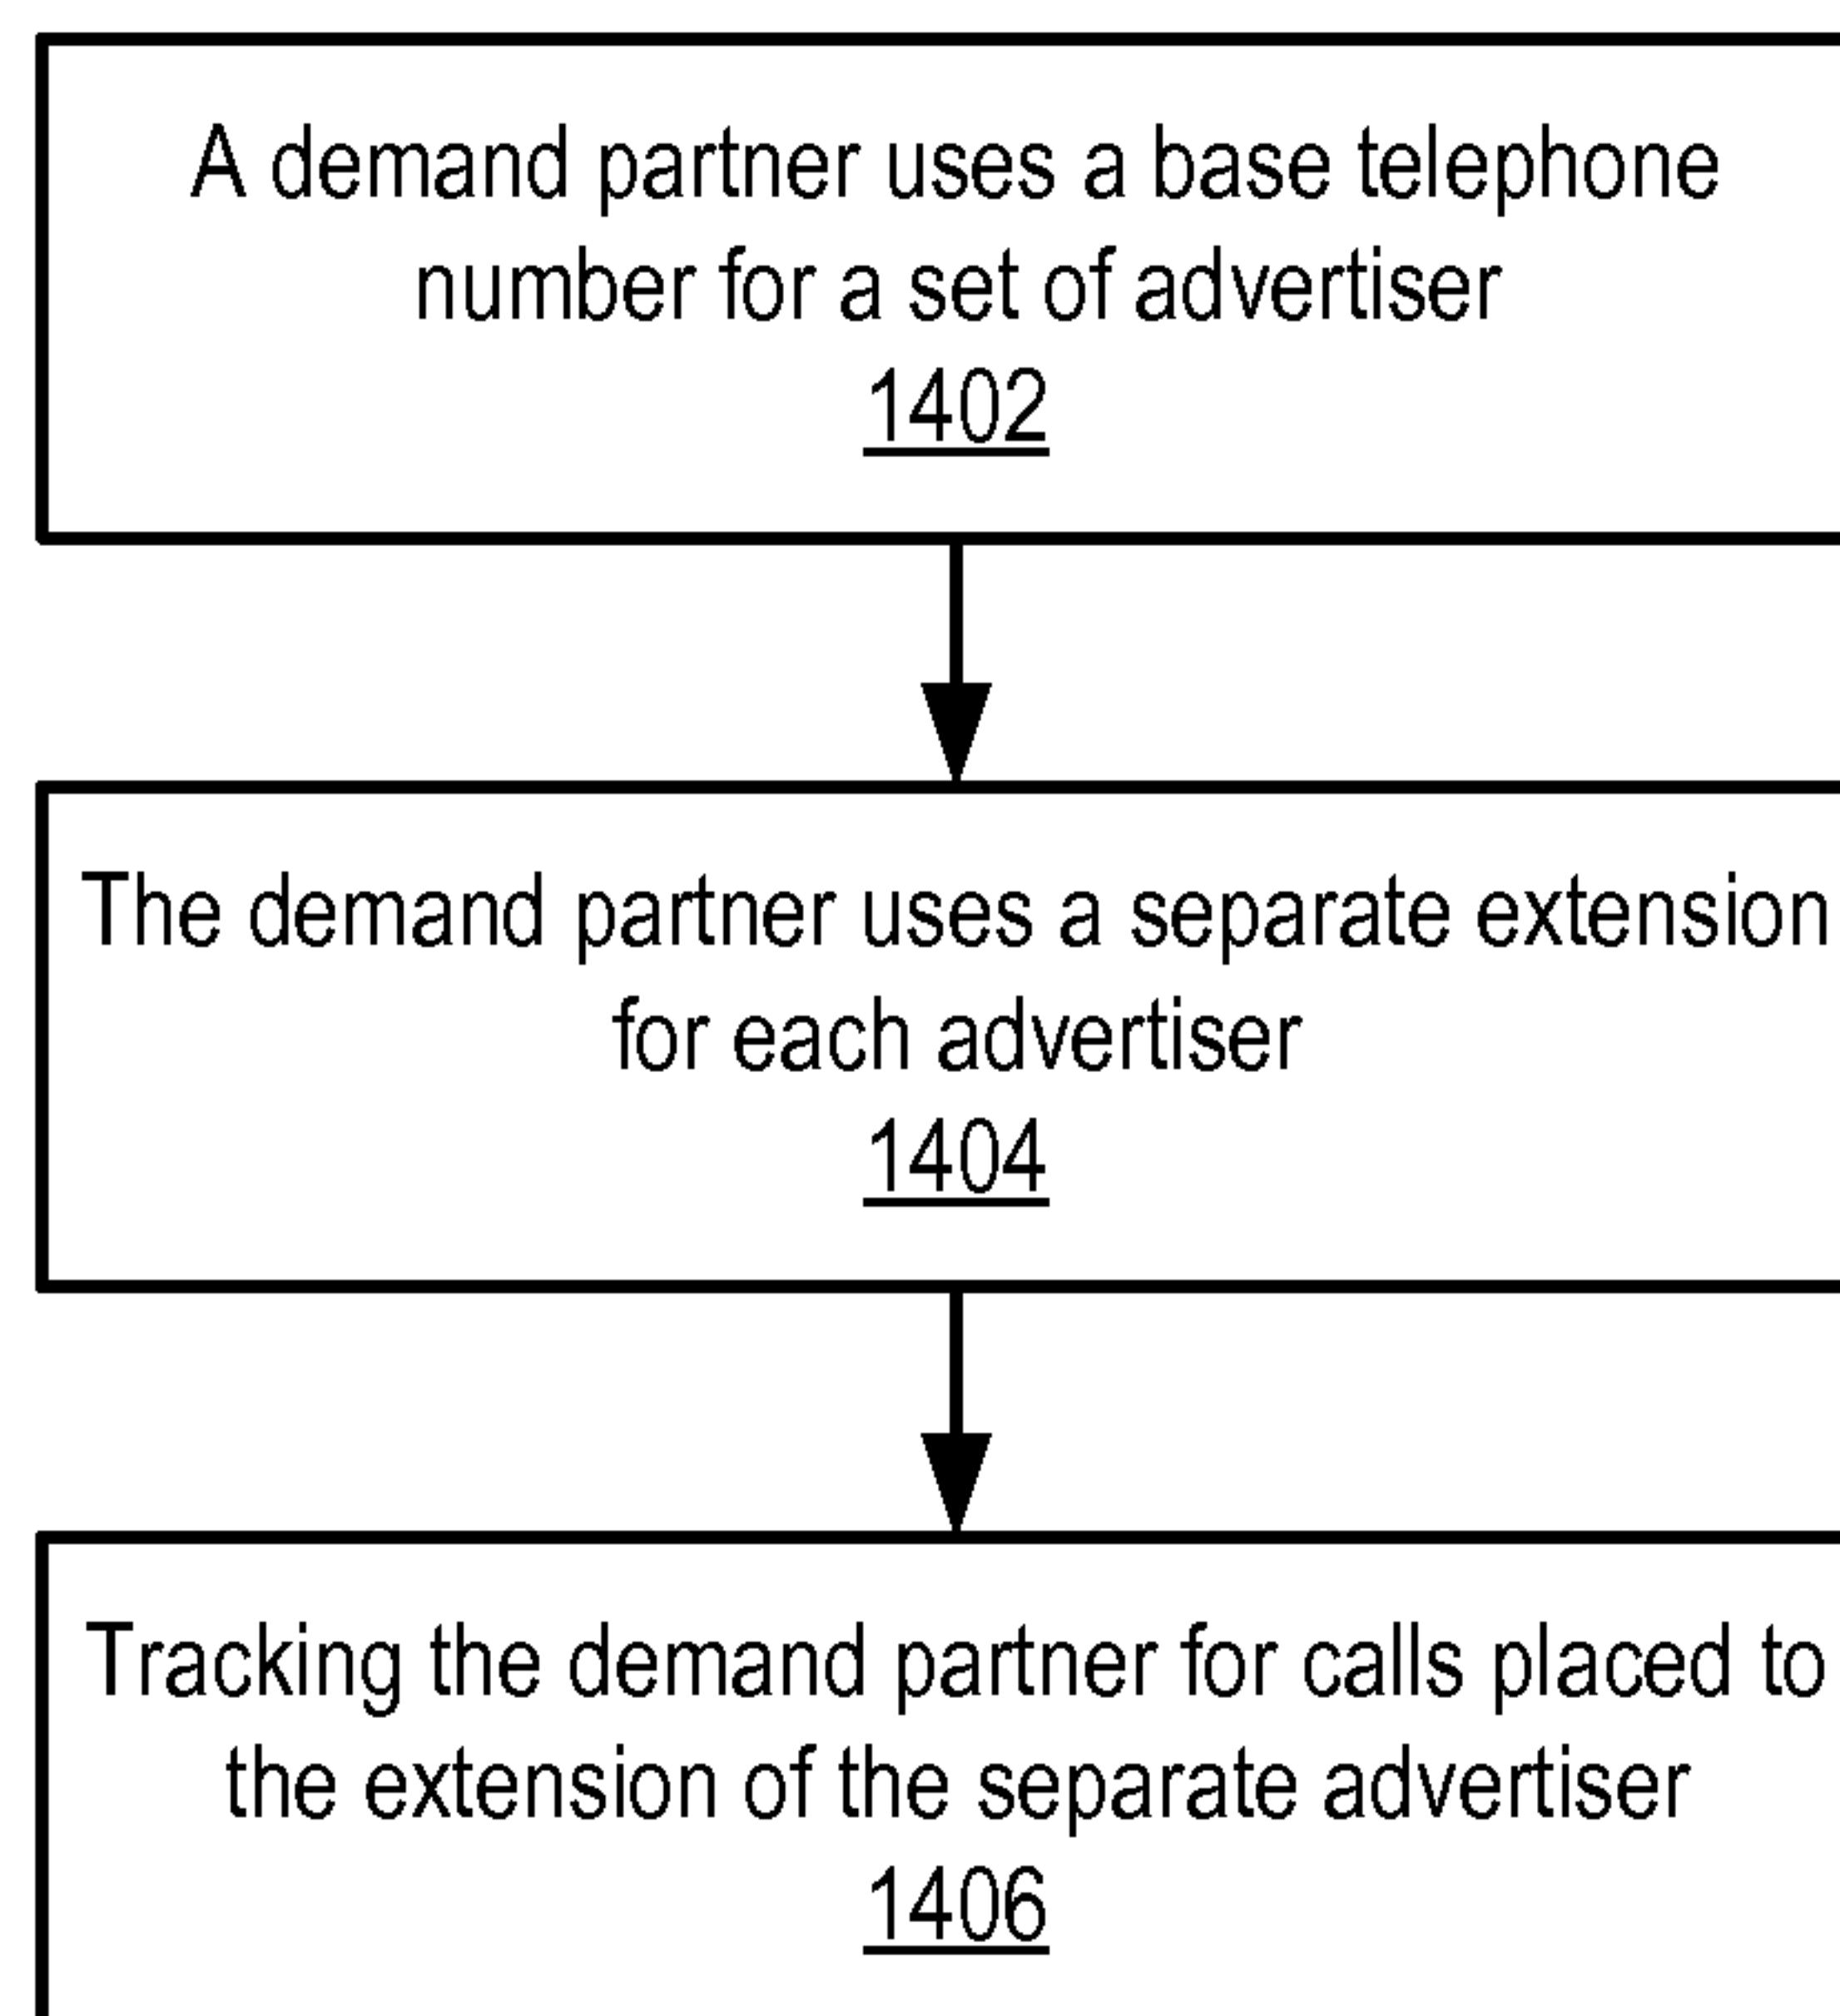 A demand partner uses a base telephone
number for a set of advertiser
1402
The demand partner uses a separate extension
for each advertiser
1404
Tracking the demand partner for calls placed to
the extension of the separate advertiser
1406